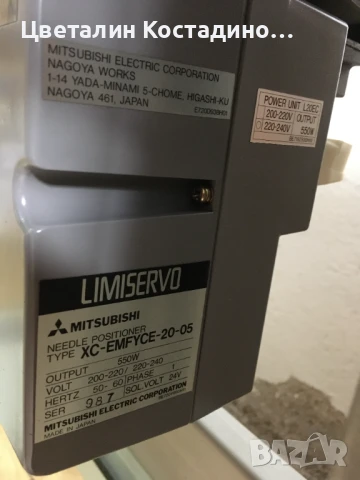 Цветалин Костадино...
MITSUBISHI ELECTRIC CORPORATION
NAGOYA WORKS
1-14 YADA-MINAMI 5-CHOME, HIGASHI-KU
NAGOYA 461, JAPAN
POWER UNIT L20EC
200-220V OUTPUT
220-240V 550W
LIMISERVO
MITSUBISHI
NEEDLE POSITIONER
TYPE XC-EMFYCE-20-05
OUTPUT 550W
VOLT 200-220 / 220-240
HERTZ 50-60 PHASE 1
SER 987 SOL.VOLT 24V
MITSUBISHI ELECTRIC CORPORATION
MADE IN JAPAN
BAZAR
bg